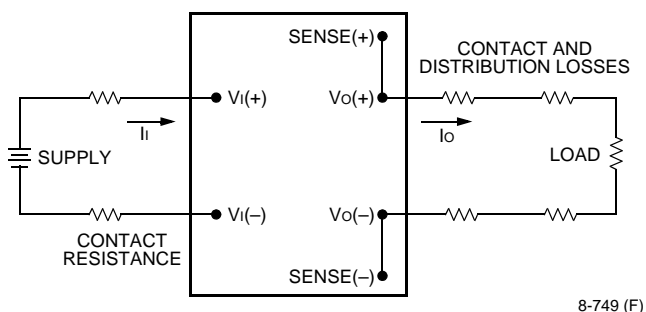 SENSE(+)
CONTACT AND
DISTRIBUTION LOSSES
VI(+)
VO(+)
II
IO
SUPPLY
LOAD
VI(–)
VO(–)
CONTACT
RESISTANCE
SENSE(–)
8-749 (F)